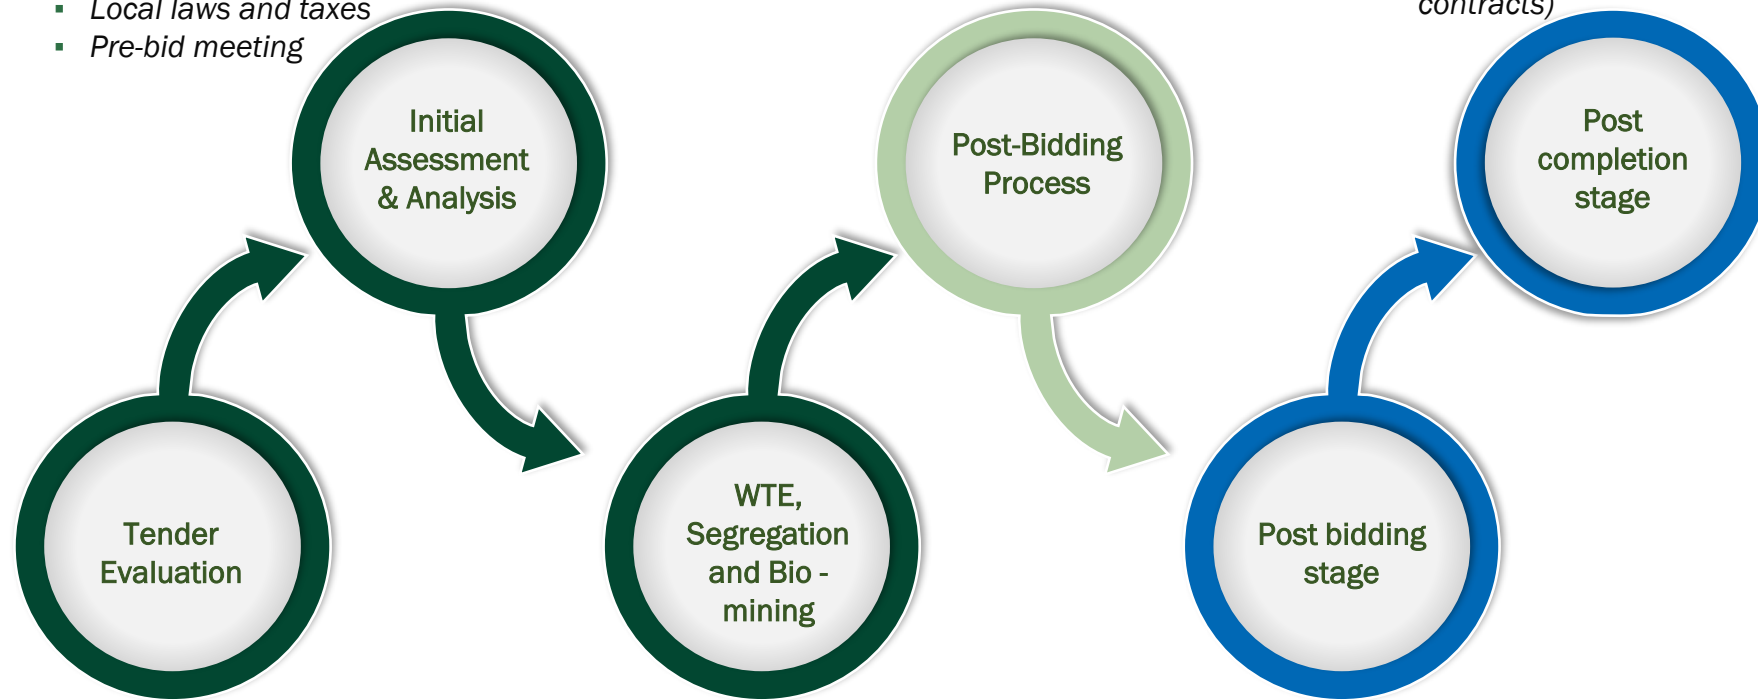 ▪ Local laws and taxes
▪ Pre-bid meeting
contracts)
Initial
Assessment
& Analysis
Post-Bidding
Process
Post
completion
stage
Tender
Evaluation
WTE,
Segregation
and Bio -
mining
Post bidding
stage